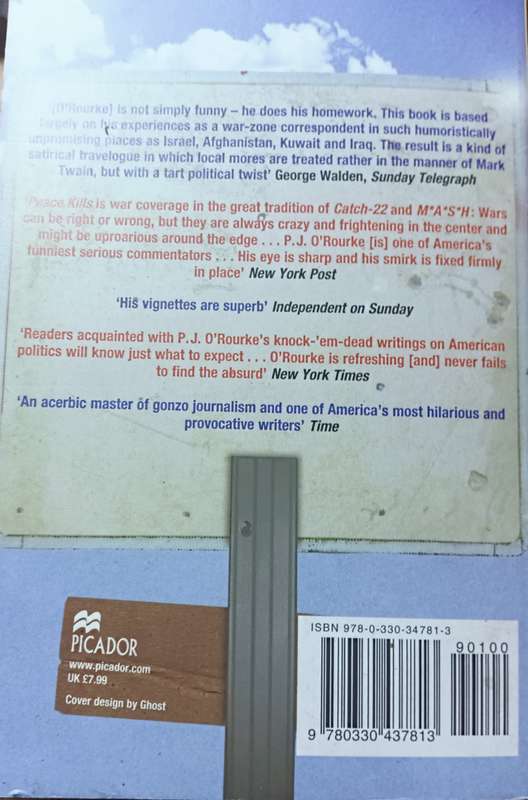 [O'Rourke] is not simply funny – he does his homework. This book is based
largely on his experiences as a war-zone correspondent in such humoristically
unpromising places as Israel, Afghanistan, Kuwait and Iraq. The result is a kind of
satirical travelogue in which local mores are treated rather in the manner of Mark
Twain, but with a tart political twist' George Walden, Sunday Telegraph
Peace Kills is war coverage in the great tradition of Catch-22 and M*A*S*H: Wars
can be right or wrong, but they are always crazy and frightening in the center and
might be uproarious around the edge . . . P.J. O'Rourke [is] one of America's
funniest serious commentators . . . His eye is sharp and his smirk is fixed firmly
in place' New York Post
'His vignettes are superb' Independent on Sunday
'Readers acquainted with P.J. O'Rourke's knock-'em-dead writings on American
politics will know just what to expect . . . O'Rourke is refreshing [and] never fails
to find the absurd' New York Times
'An acerbic master of gonzo journalism and one of America's most hilarious and
provocative writers' Time
PICADOR
www.picador.com
UK £7.99
Cover design by Ghost
ISBN 978-0-330-34781-3
90100
9 780330 437813